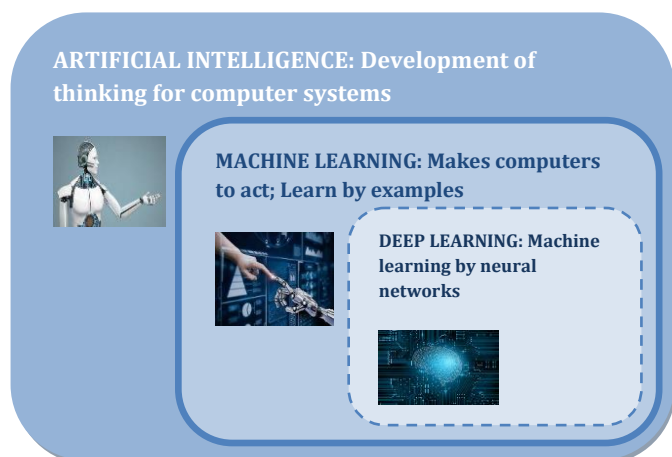 ARTIFICIAL INTELLIGENCE: Development of
thinking for computer systems
MACHINE LEARNING: Makes computers
to act; Learn by examples
DEEP LEARNING: Machine
learning by neural
networks